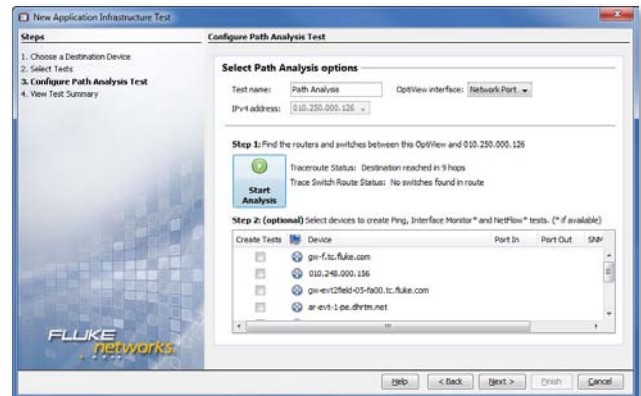 New Application Infrastructure Test
Steps
1. Choose a Destination Device
2. Select Tests
3. Configure Path Analysis Test
4. View Test Summary
FLUKE
networks
Configure Path Analysis Test
Select Path Analysis options
Test name: Path Analysis OptiView interface: Network Port
IPv4 address: 010.250.000.126
Step 1: Find the routers and switches between this OptiView and 010.250.000.126
Start
Analysis
Traceroute Status: Destination reached in 9 hops
Trace Switch Route Status: No switches found in route
Step 2: (optional) Select devices to create Ping, Interface Monitor* and NetFlow* tests. (* if available)
Create Tests Device Port In Port Out SNM
gw-f.tc.fluke.com
010.248.000.156
gw-evt2field-05-fa00.tc.fluke.com
ar-evt-1-pe.dhrtm.net
Help < Back Next > Finish Cancel